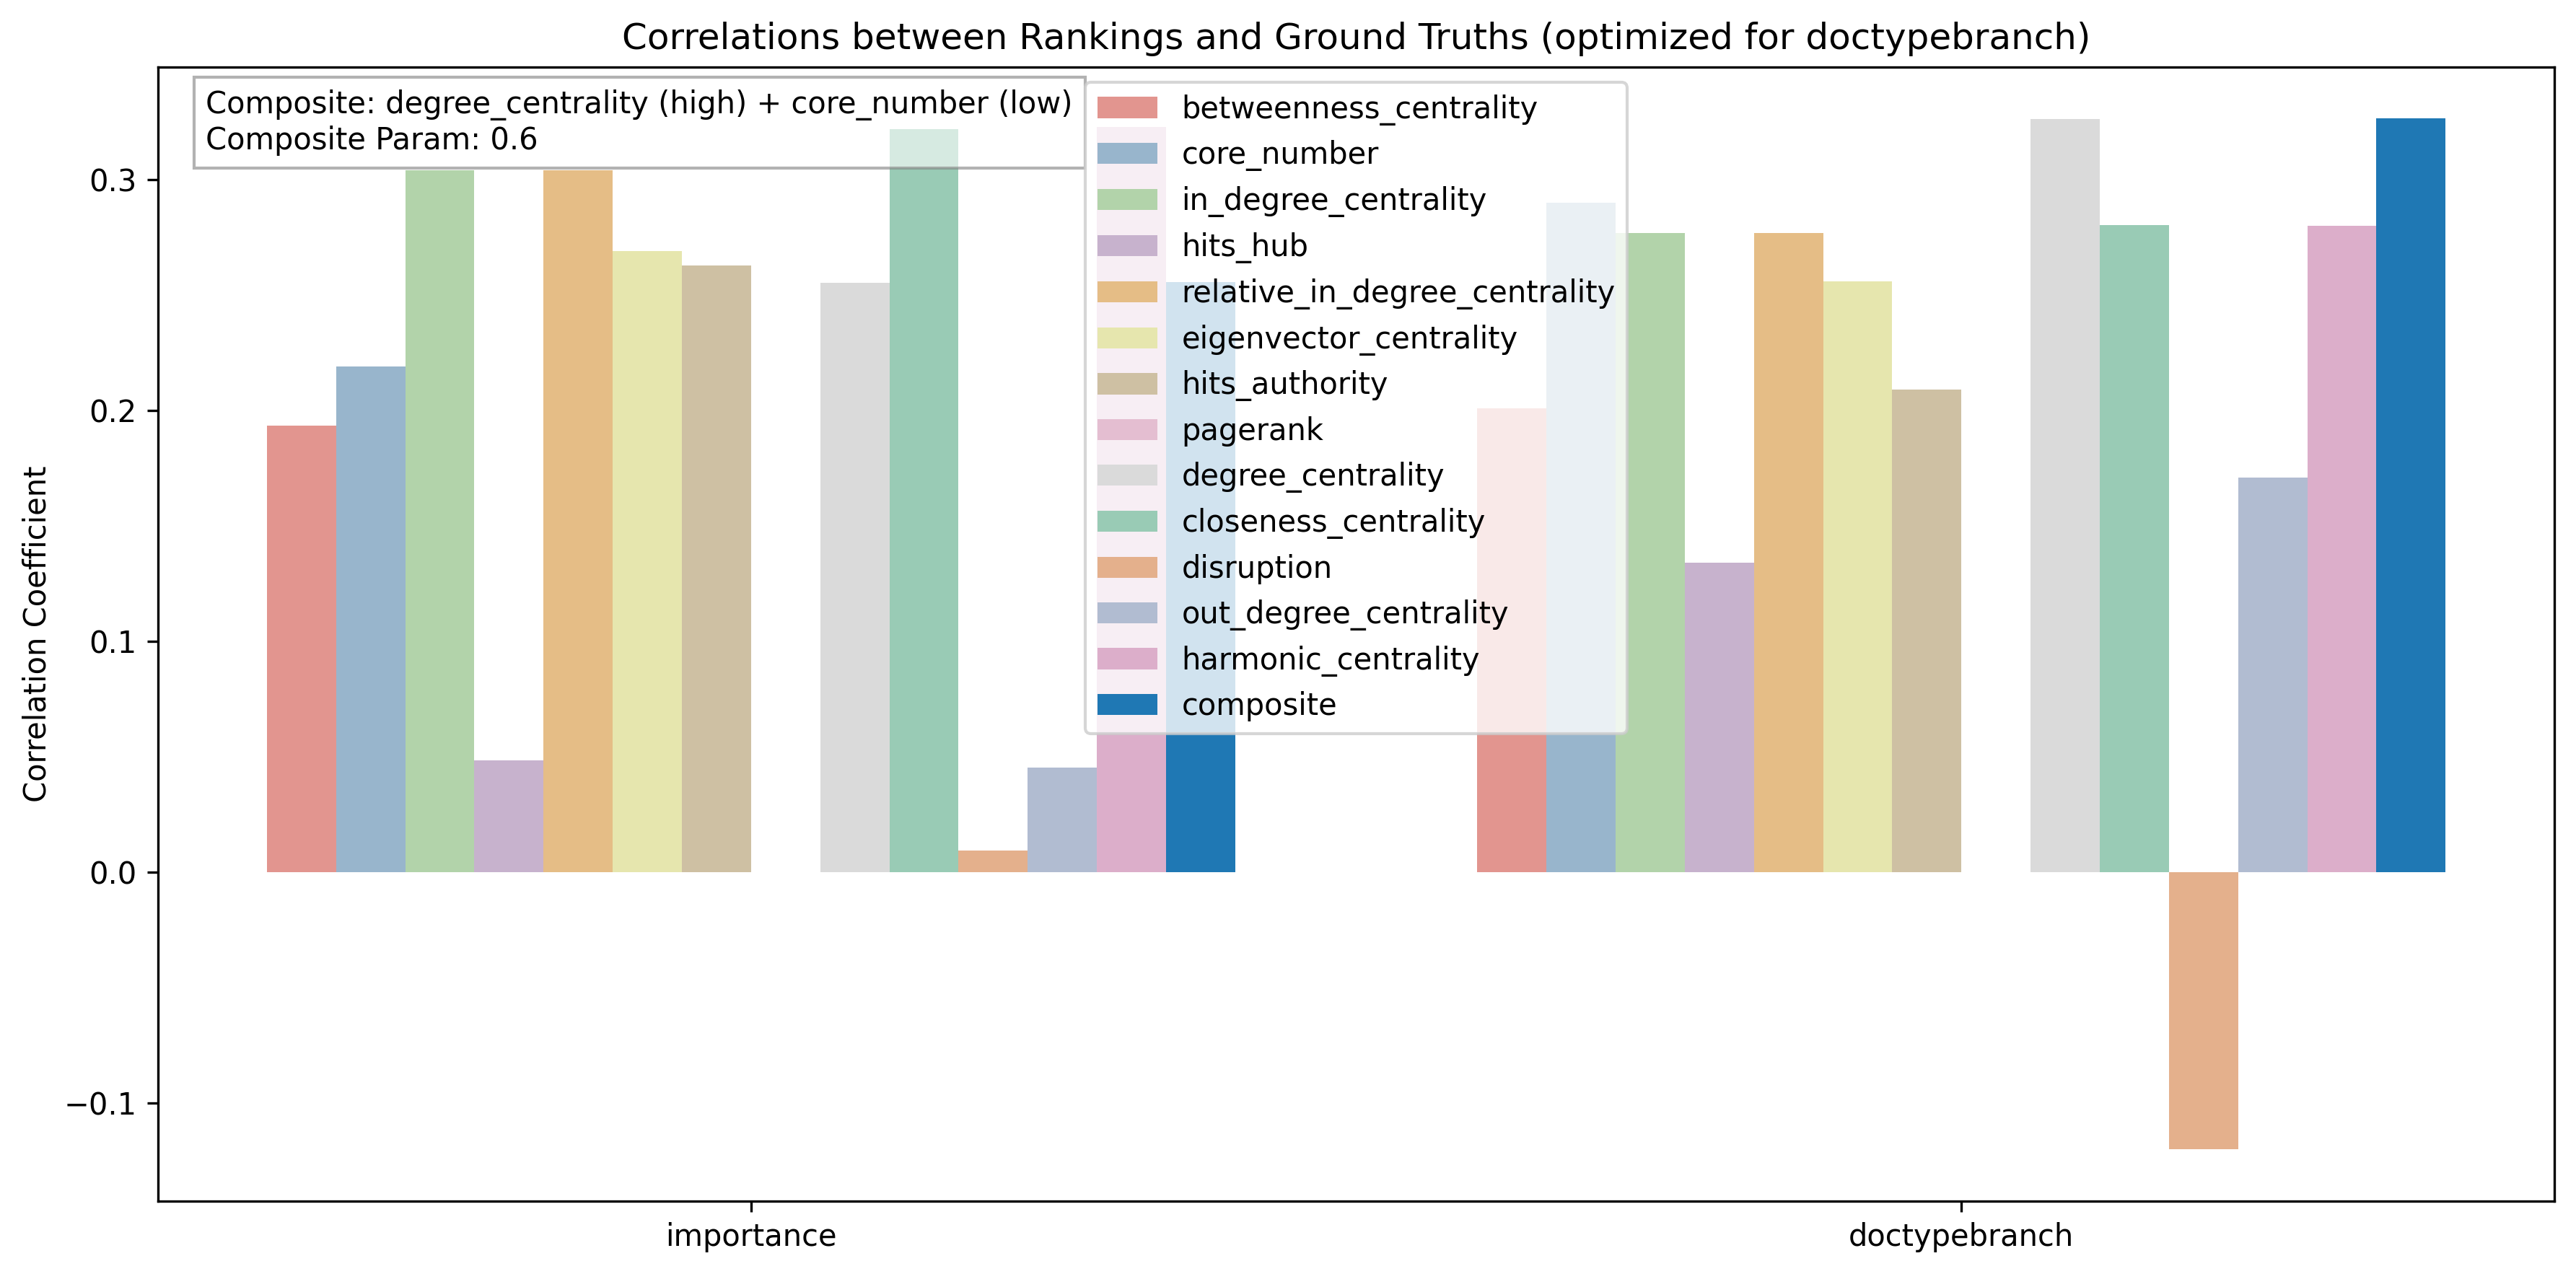 Correlations between Rankings and Ground Truths (optimized for doctypebranch)
Composite: degree_centrality (high) + core_number (low)
Composite Param: 0.6
betweenness_centrality
core_number
in_degree_centrality
hits_hub
relative_in_degree_centrality
eigenvector_centrality
hits_authority
pagerank
degree_centrality
closeness_centrality
disruption
out_degree_centrality
harmonic_centrality
composite
Correlation Coefficient
0.3
0.2
0.1
0.0
−0.1
importance
doctypebranch